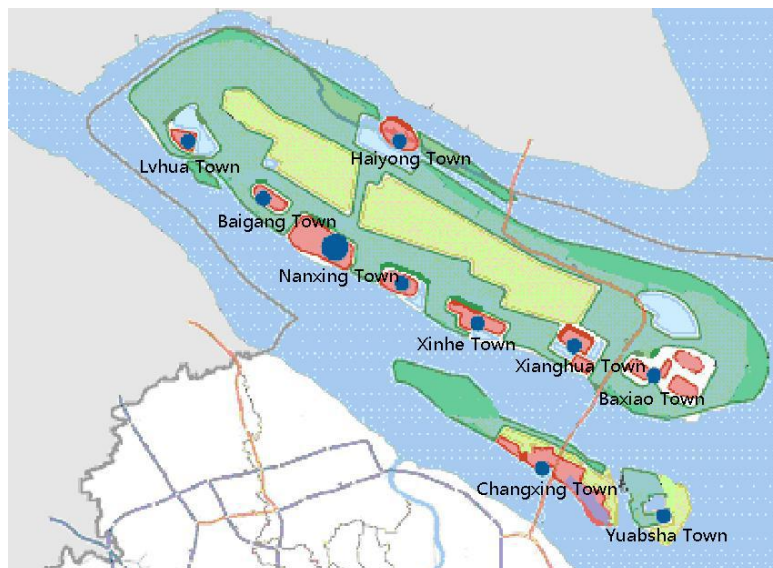 Lvhua Town
Haiyong Town
Baigang Town
Nanxing Town
Xinhe Town
Xianghua Town
Baxiao Town
Changxing Town
Yuabsha Town